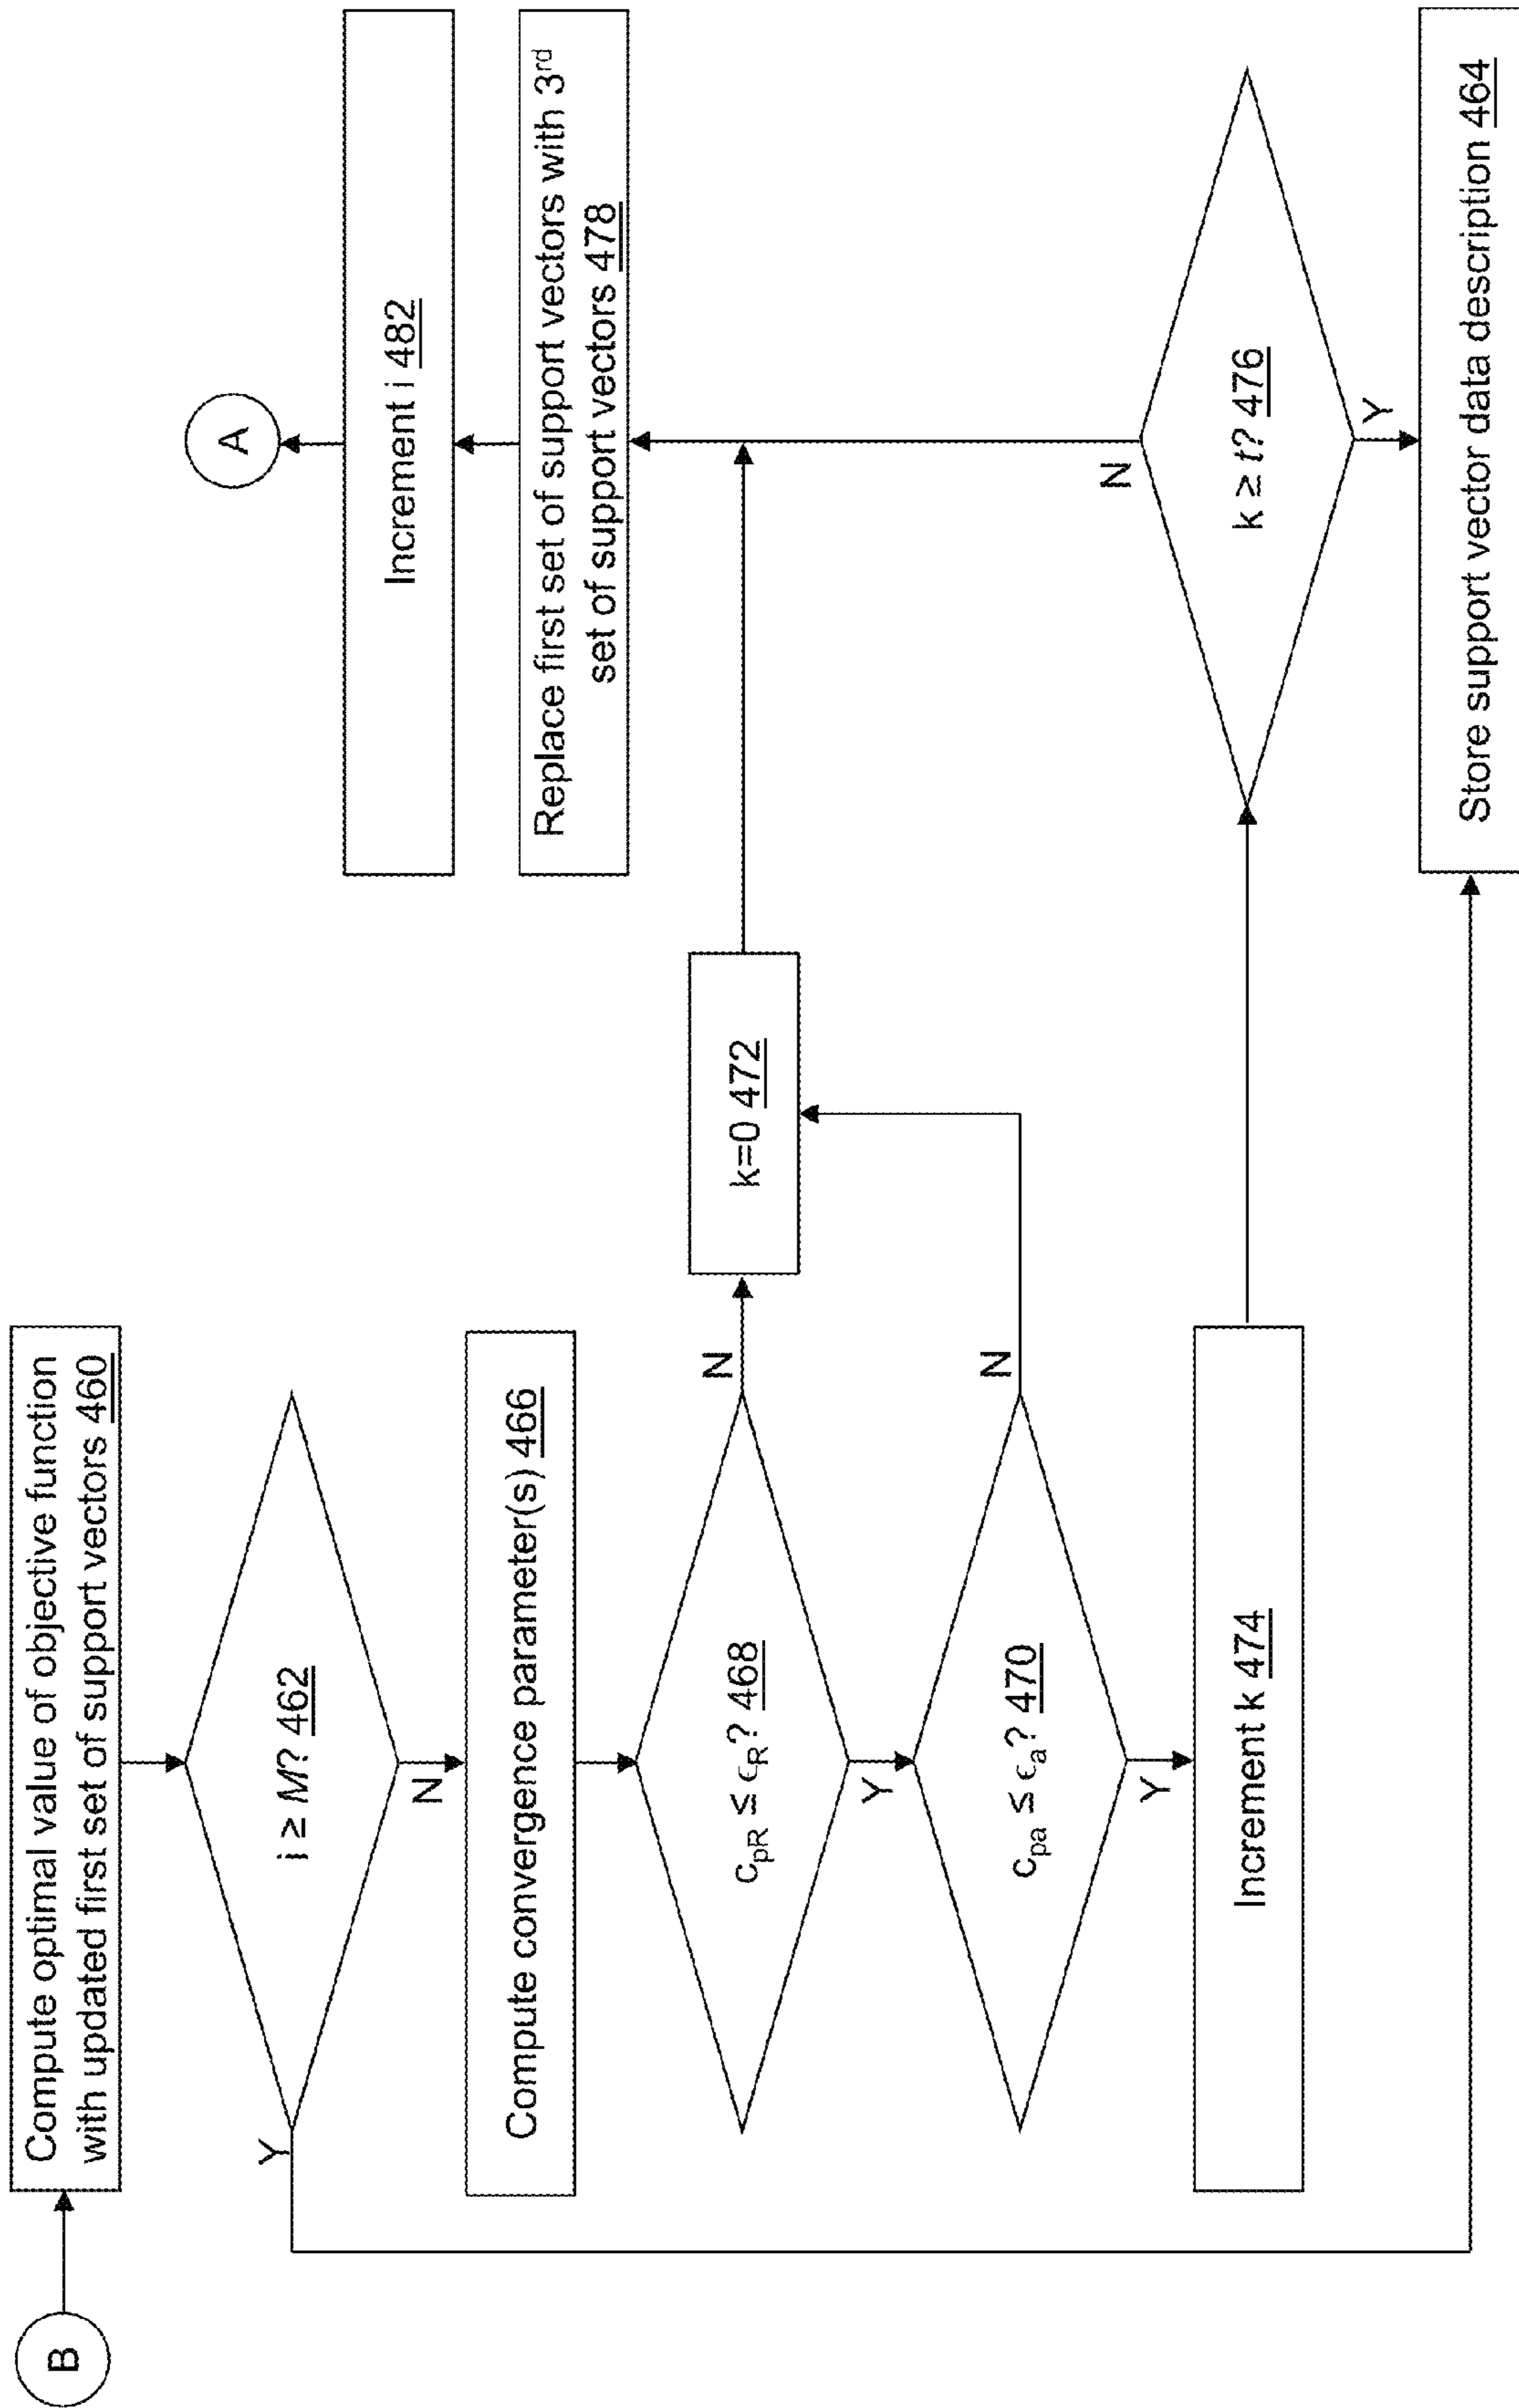 B
Compute optimal value of objective function
with updated first set of support vectors 460
i ≥ M? 462
Y
N
Compute convergence parameter(s) 466
c_pR ≤ ϵ_R? 468
N
Y
k=0 472
c_pa ≤ ϵ_a? 470
N
Y
Increment k 474
A
Increment i 482
Replace first set of support vectors with 3rd
set of support vectors 478
k ≥ t? 476
N
Y
Store support vector data description 464